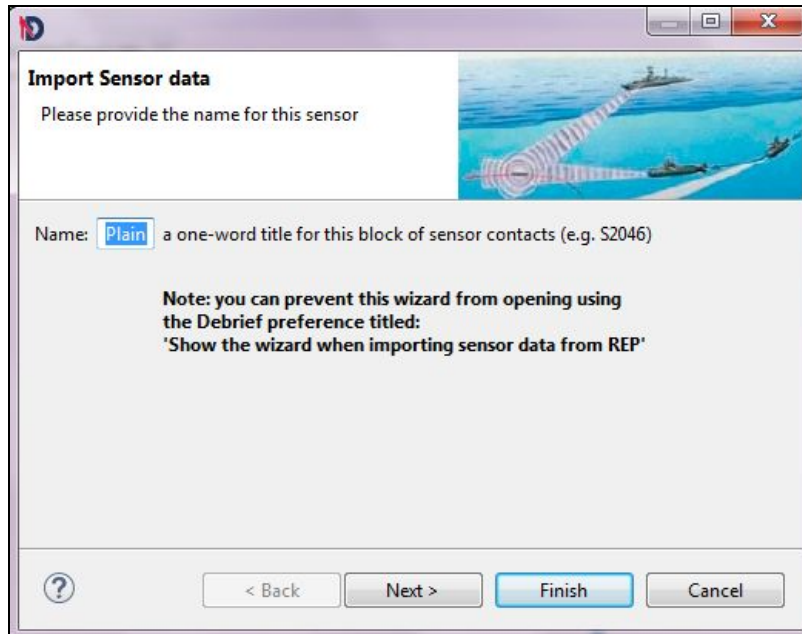 Import Sensor data
Please provide the name for this sensor
Name: Plain a one-word title for this block of sensor contacts (e.g. S2046)
Note: you can prevent this wizard from opening using
the Debrief preference titled:
'Show the wizard when importing sensor data from REP'
? < Back Next > Finish Cancel